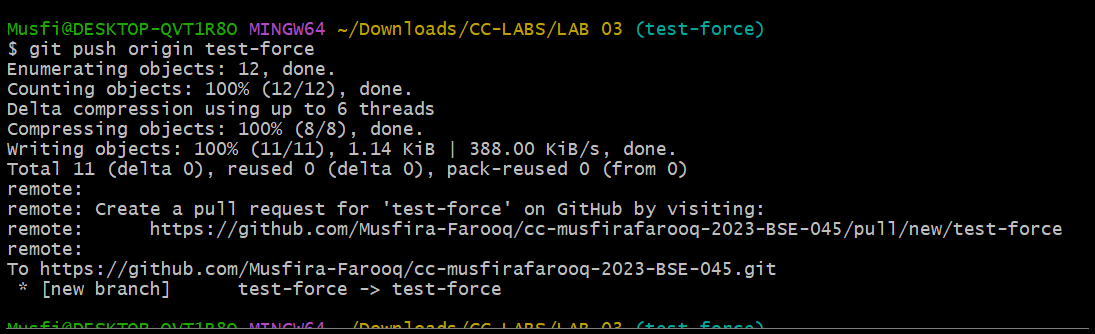 Musfi@DESKTOP-QVT1R8O MINGW64 ~/Downloads/CC-LABS/LAB 03 (test-force)
$ git push origin test-force
Enumerating objects: 12, done.
Counting objects: 100% (12/12), done.
Delta compression using up to 6 threads
Compressing objects: 100% (8/8), done.
Writing objects: 100% (11/11), 1.14 KiB | 388.00 KiB/s, done.
Total 11 (delta 0), reused 0 (delta 0), pack-reused 0 (from 0)
remote:
remote: Create a pull request for 'test-force' on GitHub by visiting:
remote:      https://github.com/Musfira-Farooq/cc-musfirafarooq-2023-BSE-045/pull/new/test-force
remote:
To https://github.com/Musfira-Farooq/cc-musfirafarooq-2023-BSE-045.git
 * [new branch]      test-force -> test-force
Musfi@DESKTOP-QVT1R8O MINGW64 ~/Downloads/CC-LABS/LAB 03 (test-force)